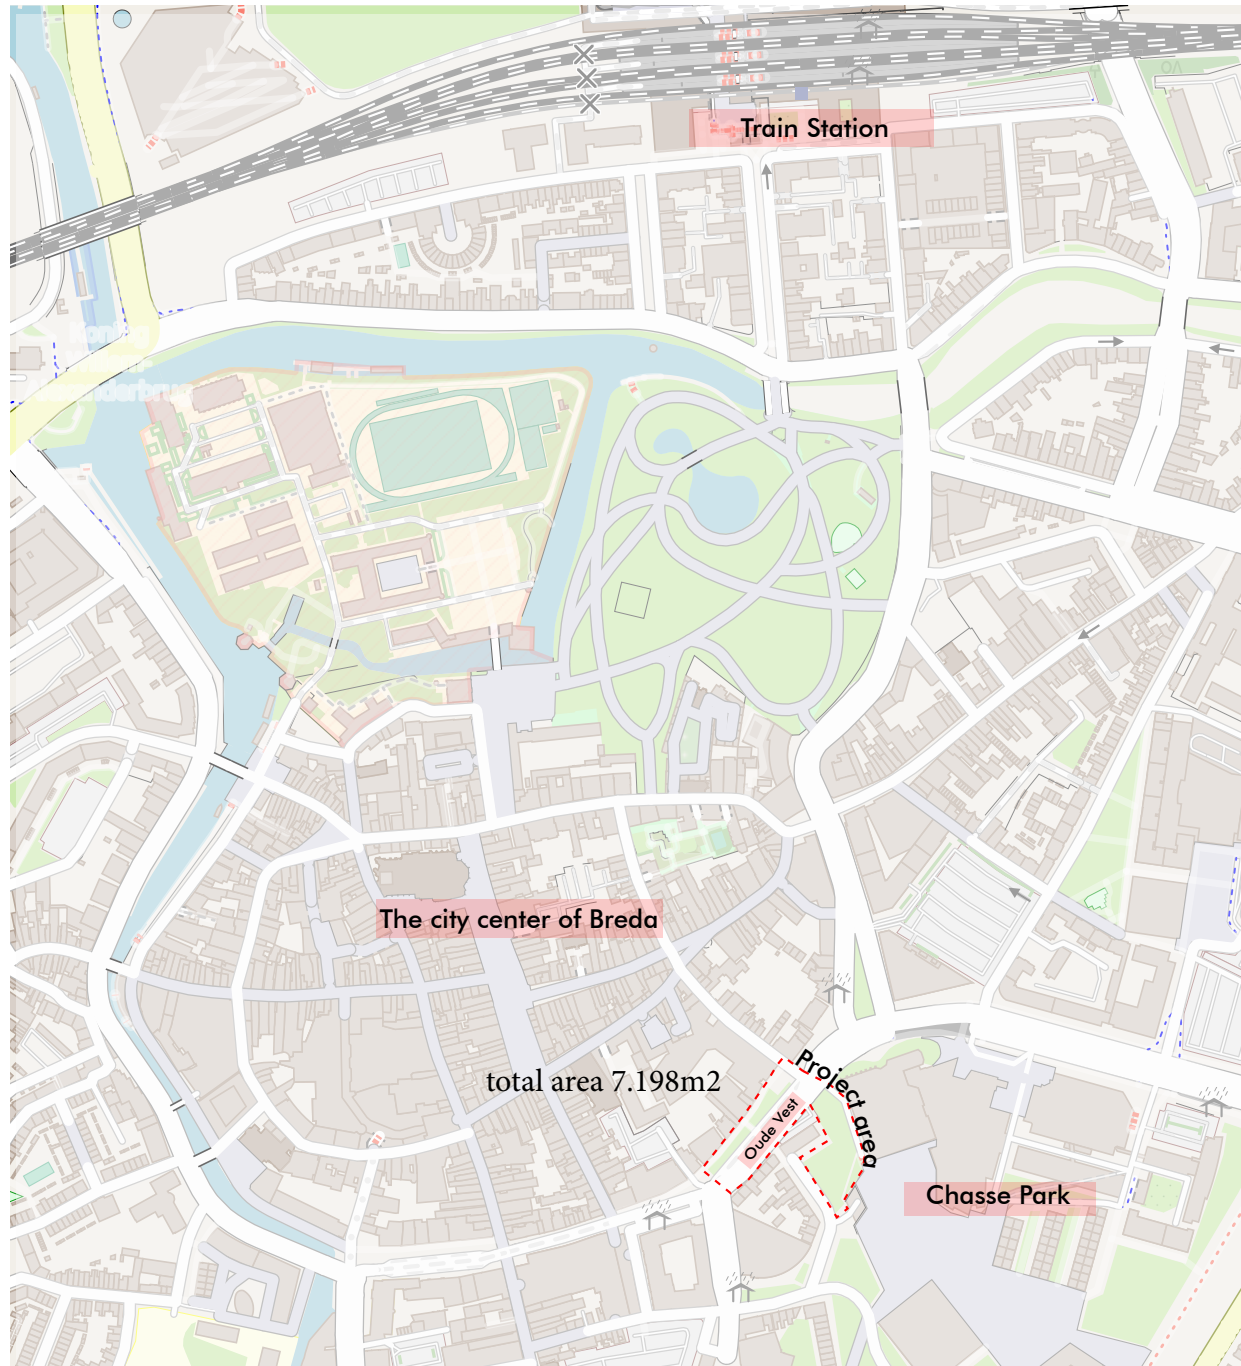 Train Station
The city center of Breda
total area 7.198m2
Project area
Oude Vest
Chasse Park